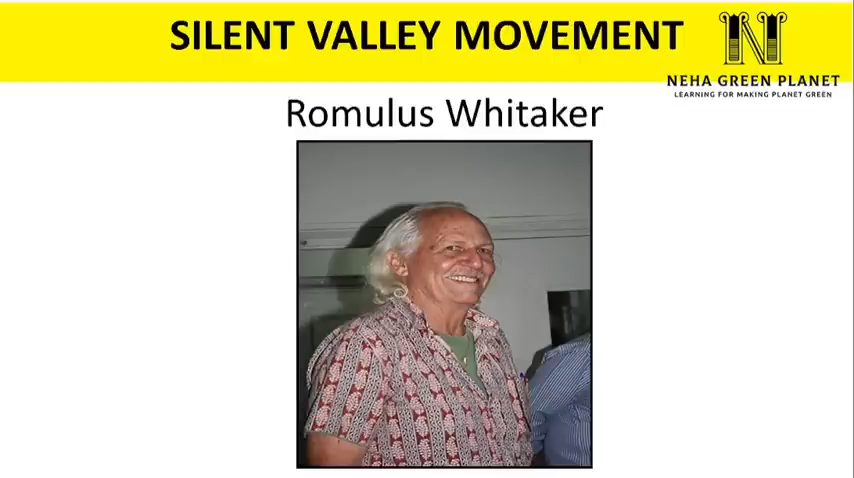 SILENT VALLEY MOVEMENT
N
NEHA GREEN PLANET
LEARNING FOR MAKING PLANET GREEN
Romulus Whitaker